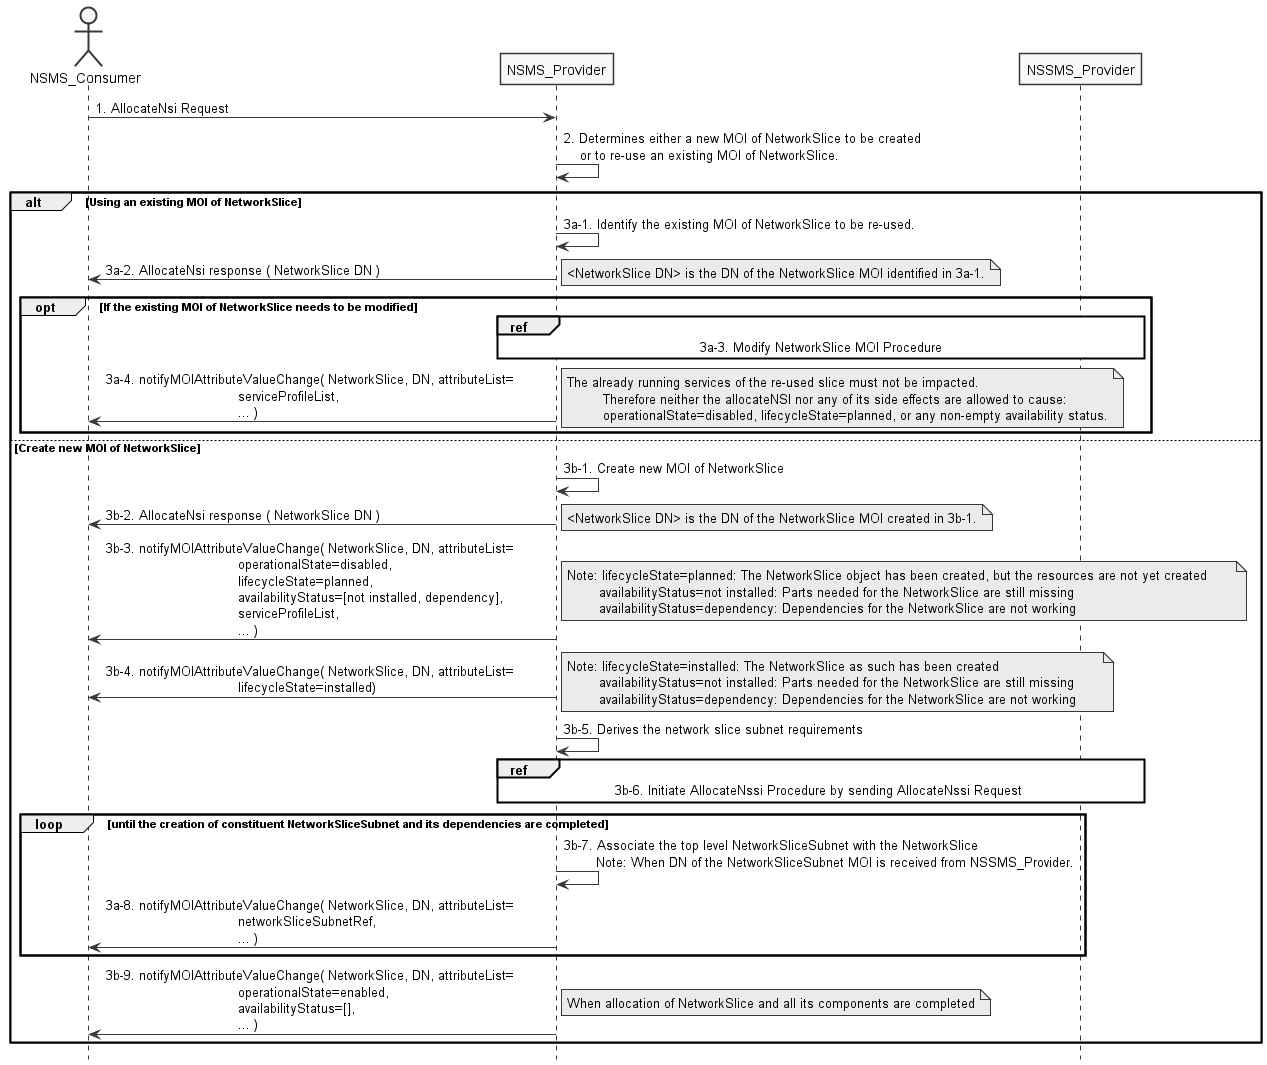 NSMS_Consumer
NSMS_Provider
NSSMS_Provider
1. AllocateNsi Request
2. Determines either a new MOI of NetworkSlice to be created
or to re-use an existing MOI of NetworkSlice.
alt
[Using an existing MOI of NetworkSlice]
3a-1. Identify the existing MOI of NetworkSlice to be re-used.
3a-2. AllocateNsi response ( NetworkSlice DN )
<NetworkSlice DN> is the DN of the NetworkSlice MOI identified in 3a-1.
opt
[If the existing MOI of NetworkSlice needs to be modified]
ref
3a-3. Modify NetworkSlice MOI Procedure
3a-4. notifyMOIAttributeValueChange( NetworkSlice, DN, attributeList=
serviceProfileList,
... )
The already running services of the re-used slice must not be impacted.
Therefore neither the allocateNSI nor any of its side effects are allowed to cause:
operationalState=disabled, lifecycleState=planned, or any non-empty availability status.
[Create new MOI of NetworkSlice]
3b-1. Create new MOI of NetworkSlice
3b-2. AllocateNsi response ( NetworkSlice DN )
<NetworkSlice DN> is the DN of the NetworkSlice MOI created in 3b-1.
3b-3. notifyMOIAttributeValueChange( NetworkSlice, DN, attributeList=
operationalState=disabled,
lifecycleState=planned,
availabilityStatus=[not installed, dependency],
serviceProfileList,
... )
Note: lifecycleState=planned: The NetworkSlice object has been created, but the resources are not yet created
availabilityStatus=not installed: Parts needed for the NetworkSlice are still missing
availabilityStatus=dependency: Dependencies for the NetworkSlice are not working
3b-4. notifyMOIAttributeValueChange( NetworkSlice, DN, attributeList=
lifecycleState=installed)
Note: lifecycleState=installed: The NetworkSlice as such has been created
availabilityStatus=not installed: Parts needed for the NetworkSlice are still missing
availabilityStatus=dependency: Dependencies for the NetworkSlice are not working
3b-5. Derives the network slice subnet requirements
ref
3b-6. Initiate AllocateNssi Procedure by sending AllocateNssi Request
loop
[until the creation of constituent NetworkSliceSubnet and its dependencies are completed]
3b-7. Associate the top level NetworkSliceSubnet with the NetworkSlice
Note: When DN of the NetworkSliceSubnet MOI is received from NSSMS_Provider.
3a-8. notifyMOIAttributeValueChange( NetworkSlice, DN, attributeList=
networkSliceSubnetRef,
... )
3b-9. notifyMOIAttributeValueChange( NetworkSlice, DN, attributeList=
operationalState=enabled,
availabilityStatus=[],
... )
When allocation of NetworkSlice and all its components are completed